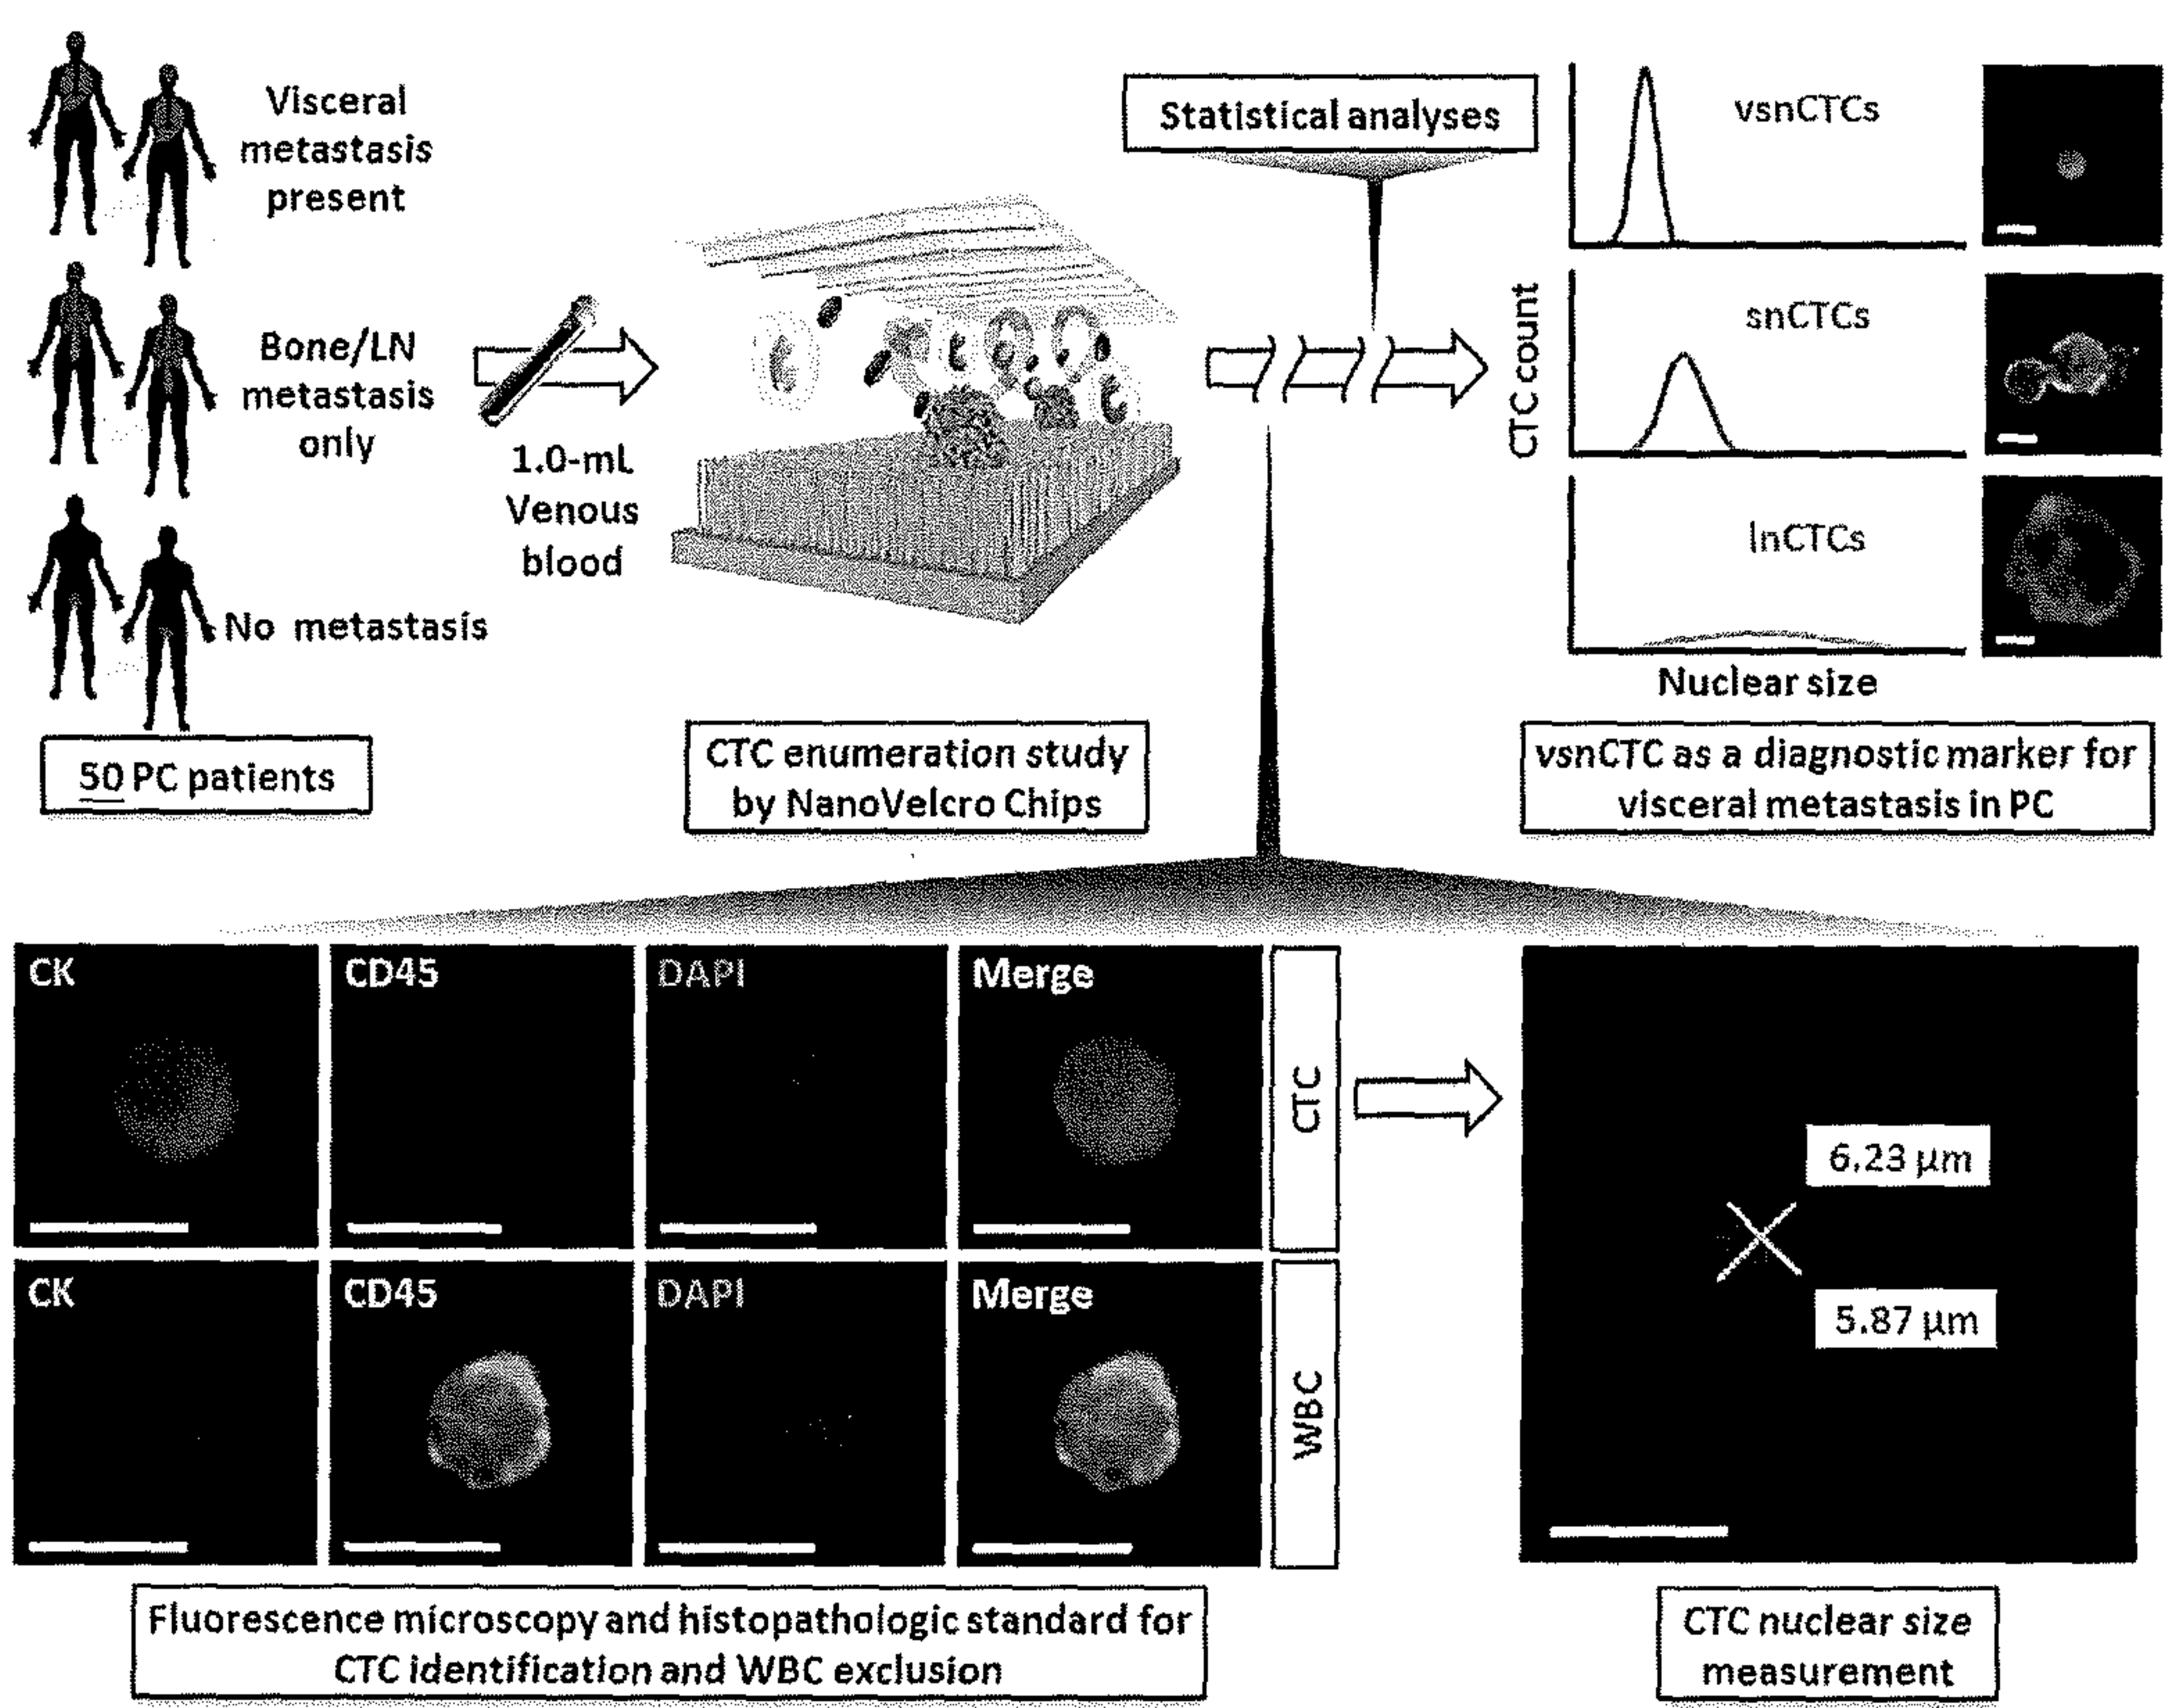 Visceral
metastasis
present
Bone/LN
metastasis
only
No metastasis
50 PC patients
1.0-mL
Venous
blood
CTC enumeration study
by NanoVelcro Chips
Statistical analyses
CTC count
vsnCTCs
snCTCs
lnCTCs
Nuclear size
vsnCTC as a diagnostic marker for
visceral metastasis in PC
CK
CD45
DAPI
Merge
CTC
CK
CD45
DAPI
Merge
WBC
6.23 µm
5.87 µm
Fluorescence microscopy and histopathologic standard for
CTC identification and WBC exclusion
CTC nuclear size
measurement